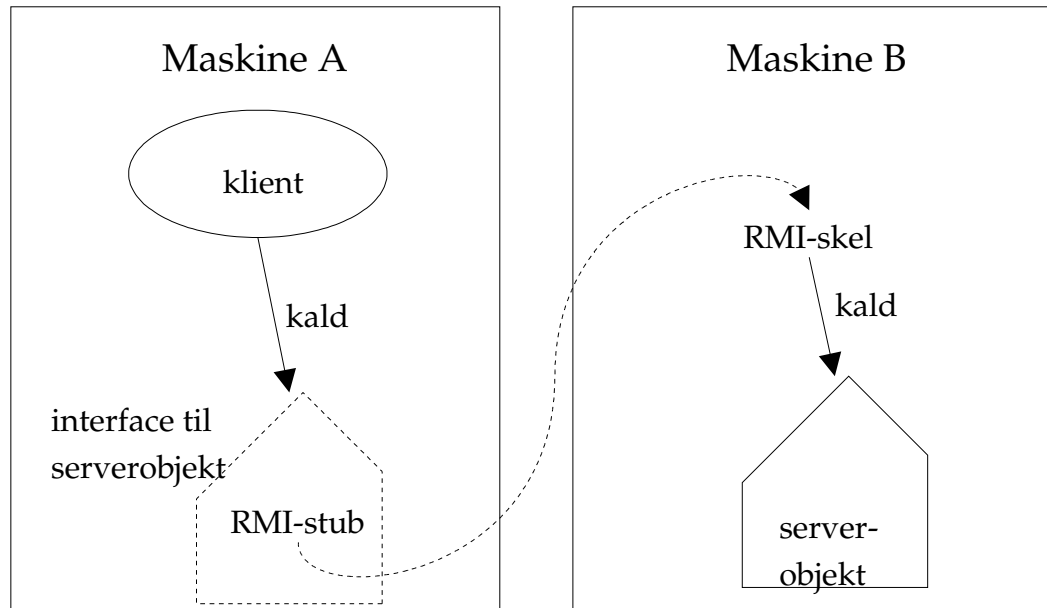 Maskine A
klient
kald
interface til
serverobjekt
RMI-stub
Maskine B
RMI-skel
kald
server-
objekt